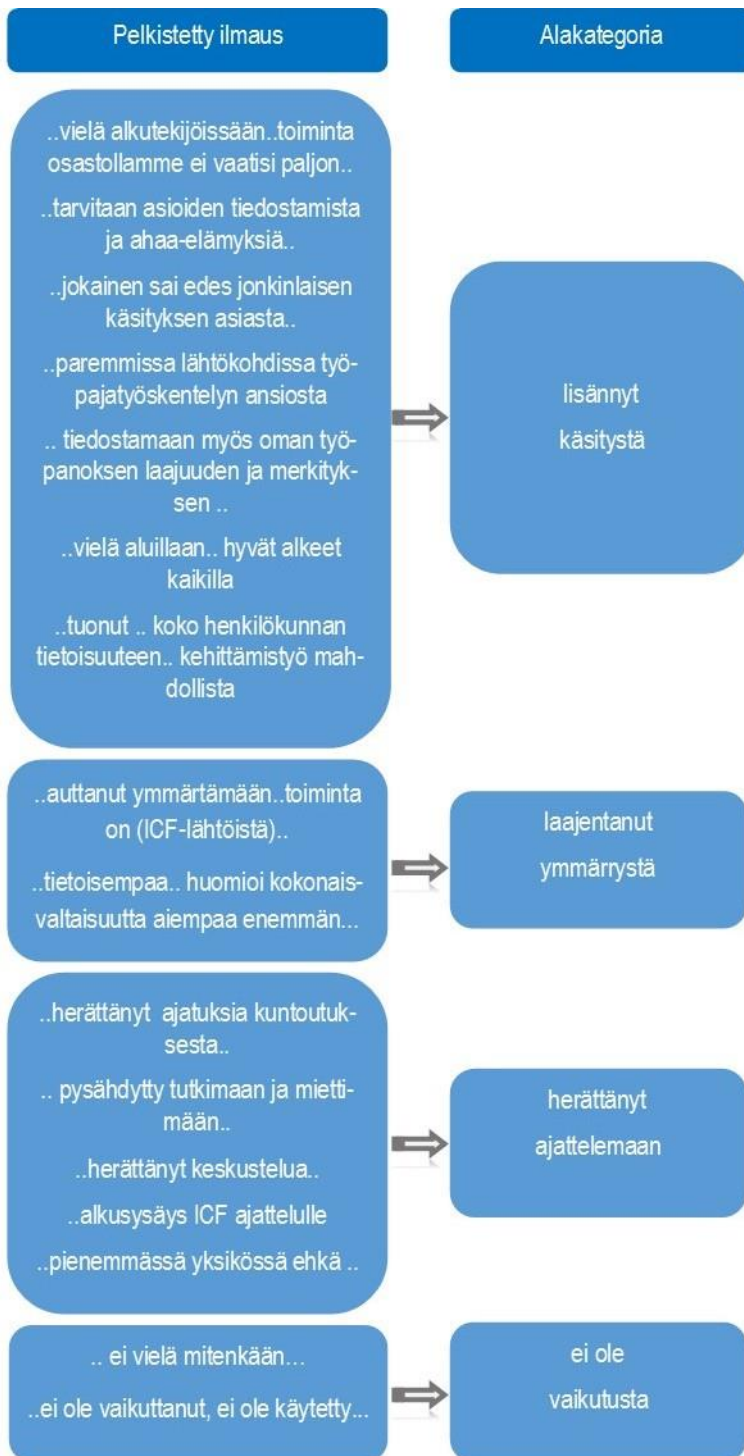 Pelkistetty ilmaus
Alakategoria
..vielä alkutekijöissään..toiminta
osastollamme ei vaatisi paljon..
..tarvitaan asioiden tiedostamista
ja ahaa-elämyksiä..
..jokainen sai edes jonkinlaisen
käsityksen asiasta..
..paremmissa lähtökohdissa työ-
pajatyöskentelyn ansiosta
.. tiedostamaan myös oman työ-
panoksen laajuuden ja merkityk-
sen ..
..vielä aluillaan.. hyvät alkeet
kaikilla
..tuonut .. koko henkilökunnan
tietoisuuteen.. kehittämistyö mah-
dollista
lisännyt
käsitystä
..auttanut ymmärtämään..toiminta
on (ICF-lähtöistä)..
..tietoisempaa.. huomioi kokonais-
valtaisuutta aiempaa enemmän...
laajentanut
ymmärrystä
..herättänyt ajatuksia kuntoutuk-
sesta..
.. pysähdytty tutkimaan ja mietti-
mään..
..herättänyt keskustelua..
..alkusysäys ICF ajattelulle
..pienemmässä yksikössä ehkä ..
herättänyt
ajattelemaan
.. ei vielä mitenkään...
..ei ole vaikuttanut, ei ole käytetty...
ei ole
vaikutusta